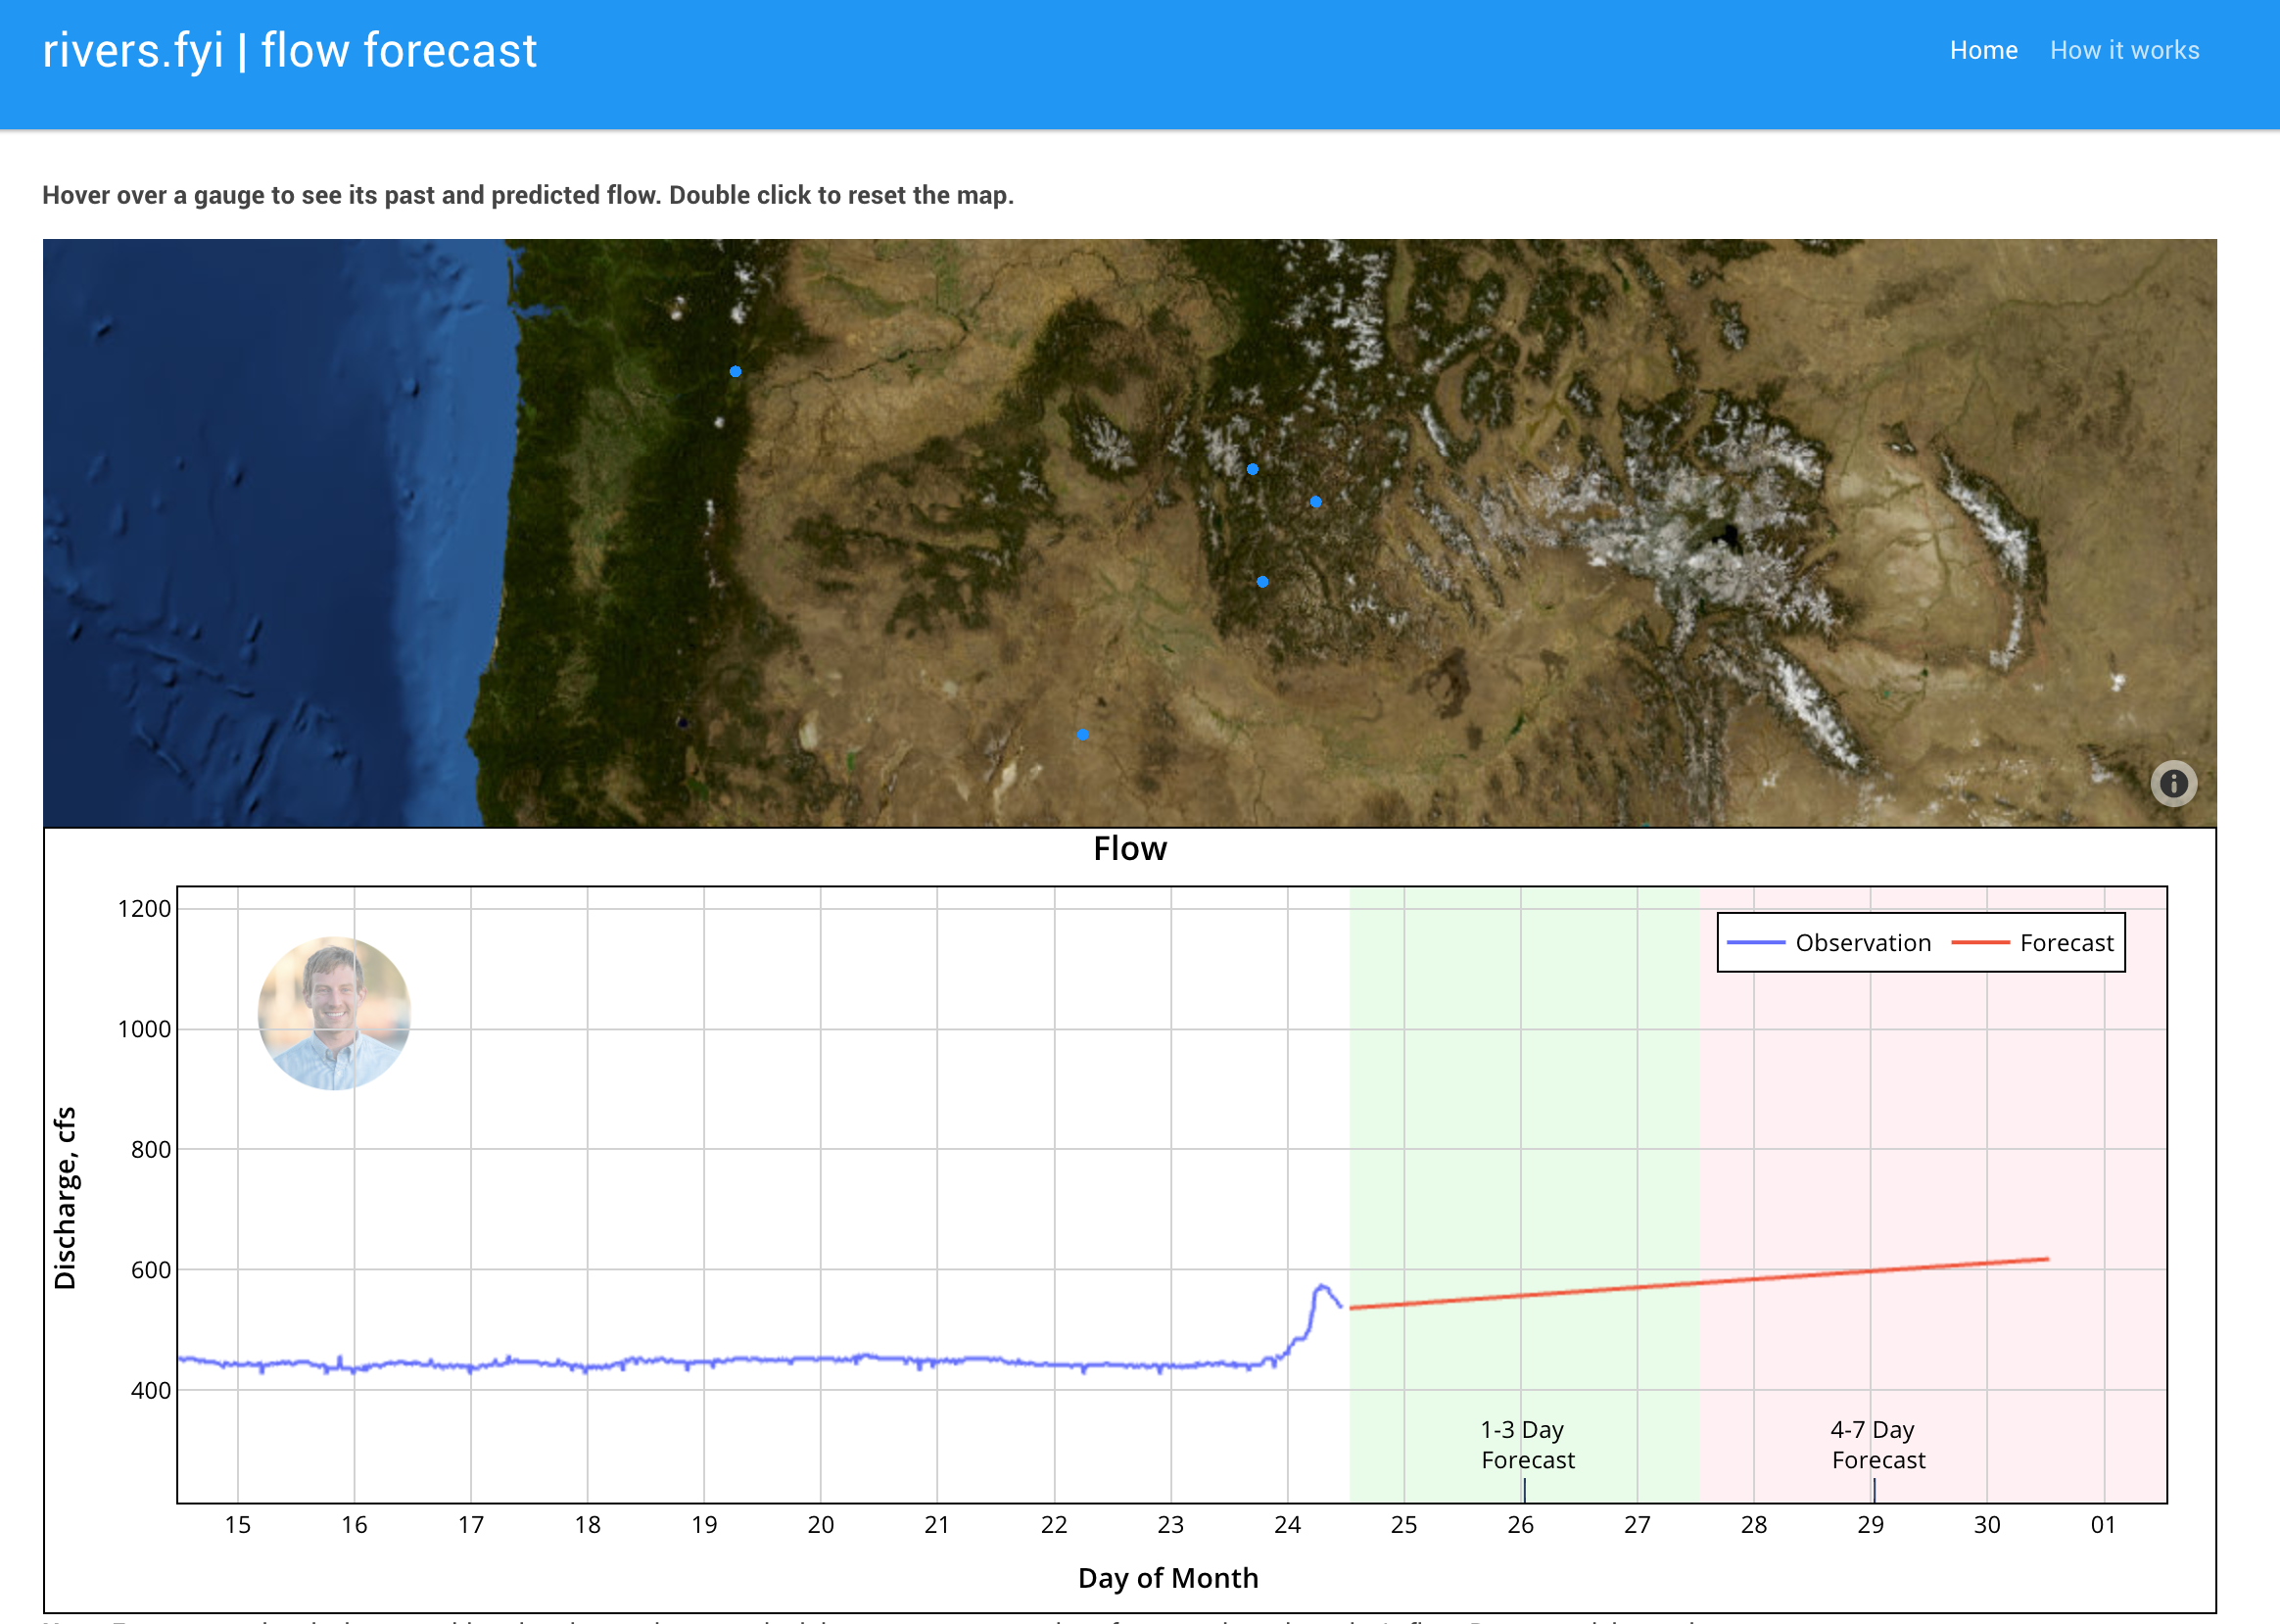 rivers.fyi | flow forecast
Home How it works
Hover over a gauge to see its past and predicted flow. Double click to reset the map.
Flow
1200
1000
800
600
400
Discharge, cfs
Observation Forecast
1-3 Day
Forecast
4-7 Day
Forecast
15 16 17 18 19 20 21 22 23 24 25 26 27 28 29 30 01
Day of Month